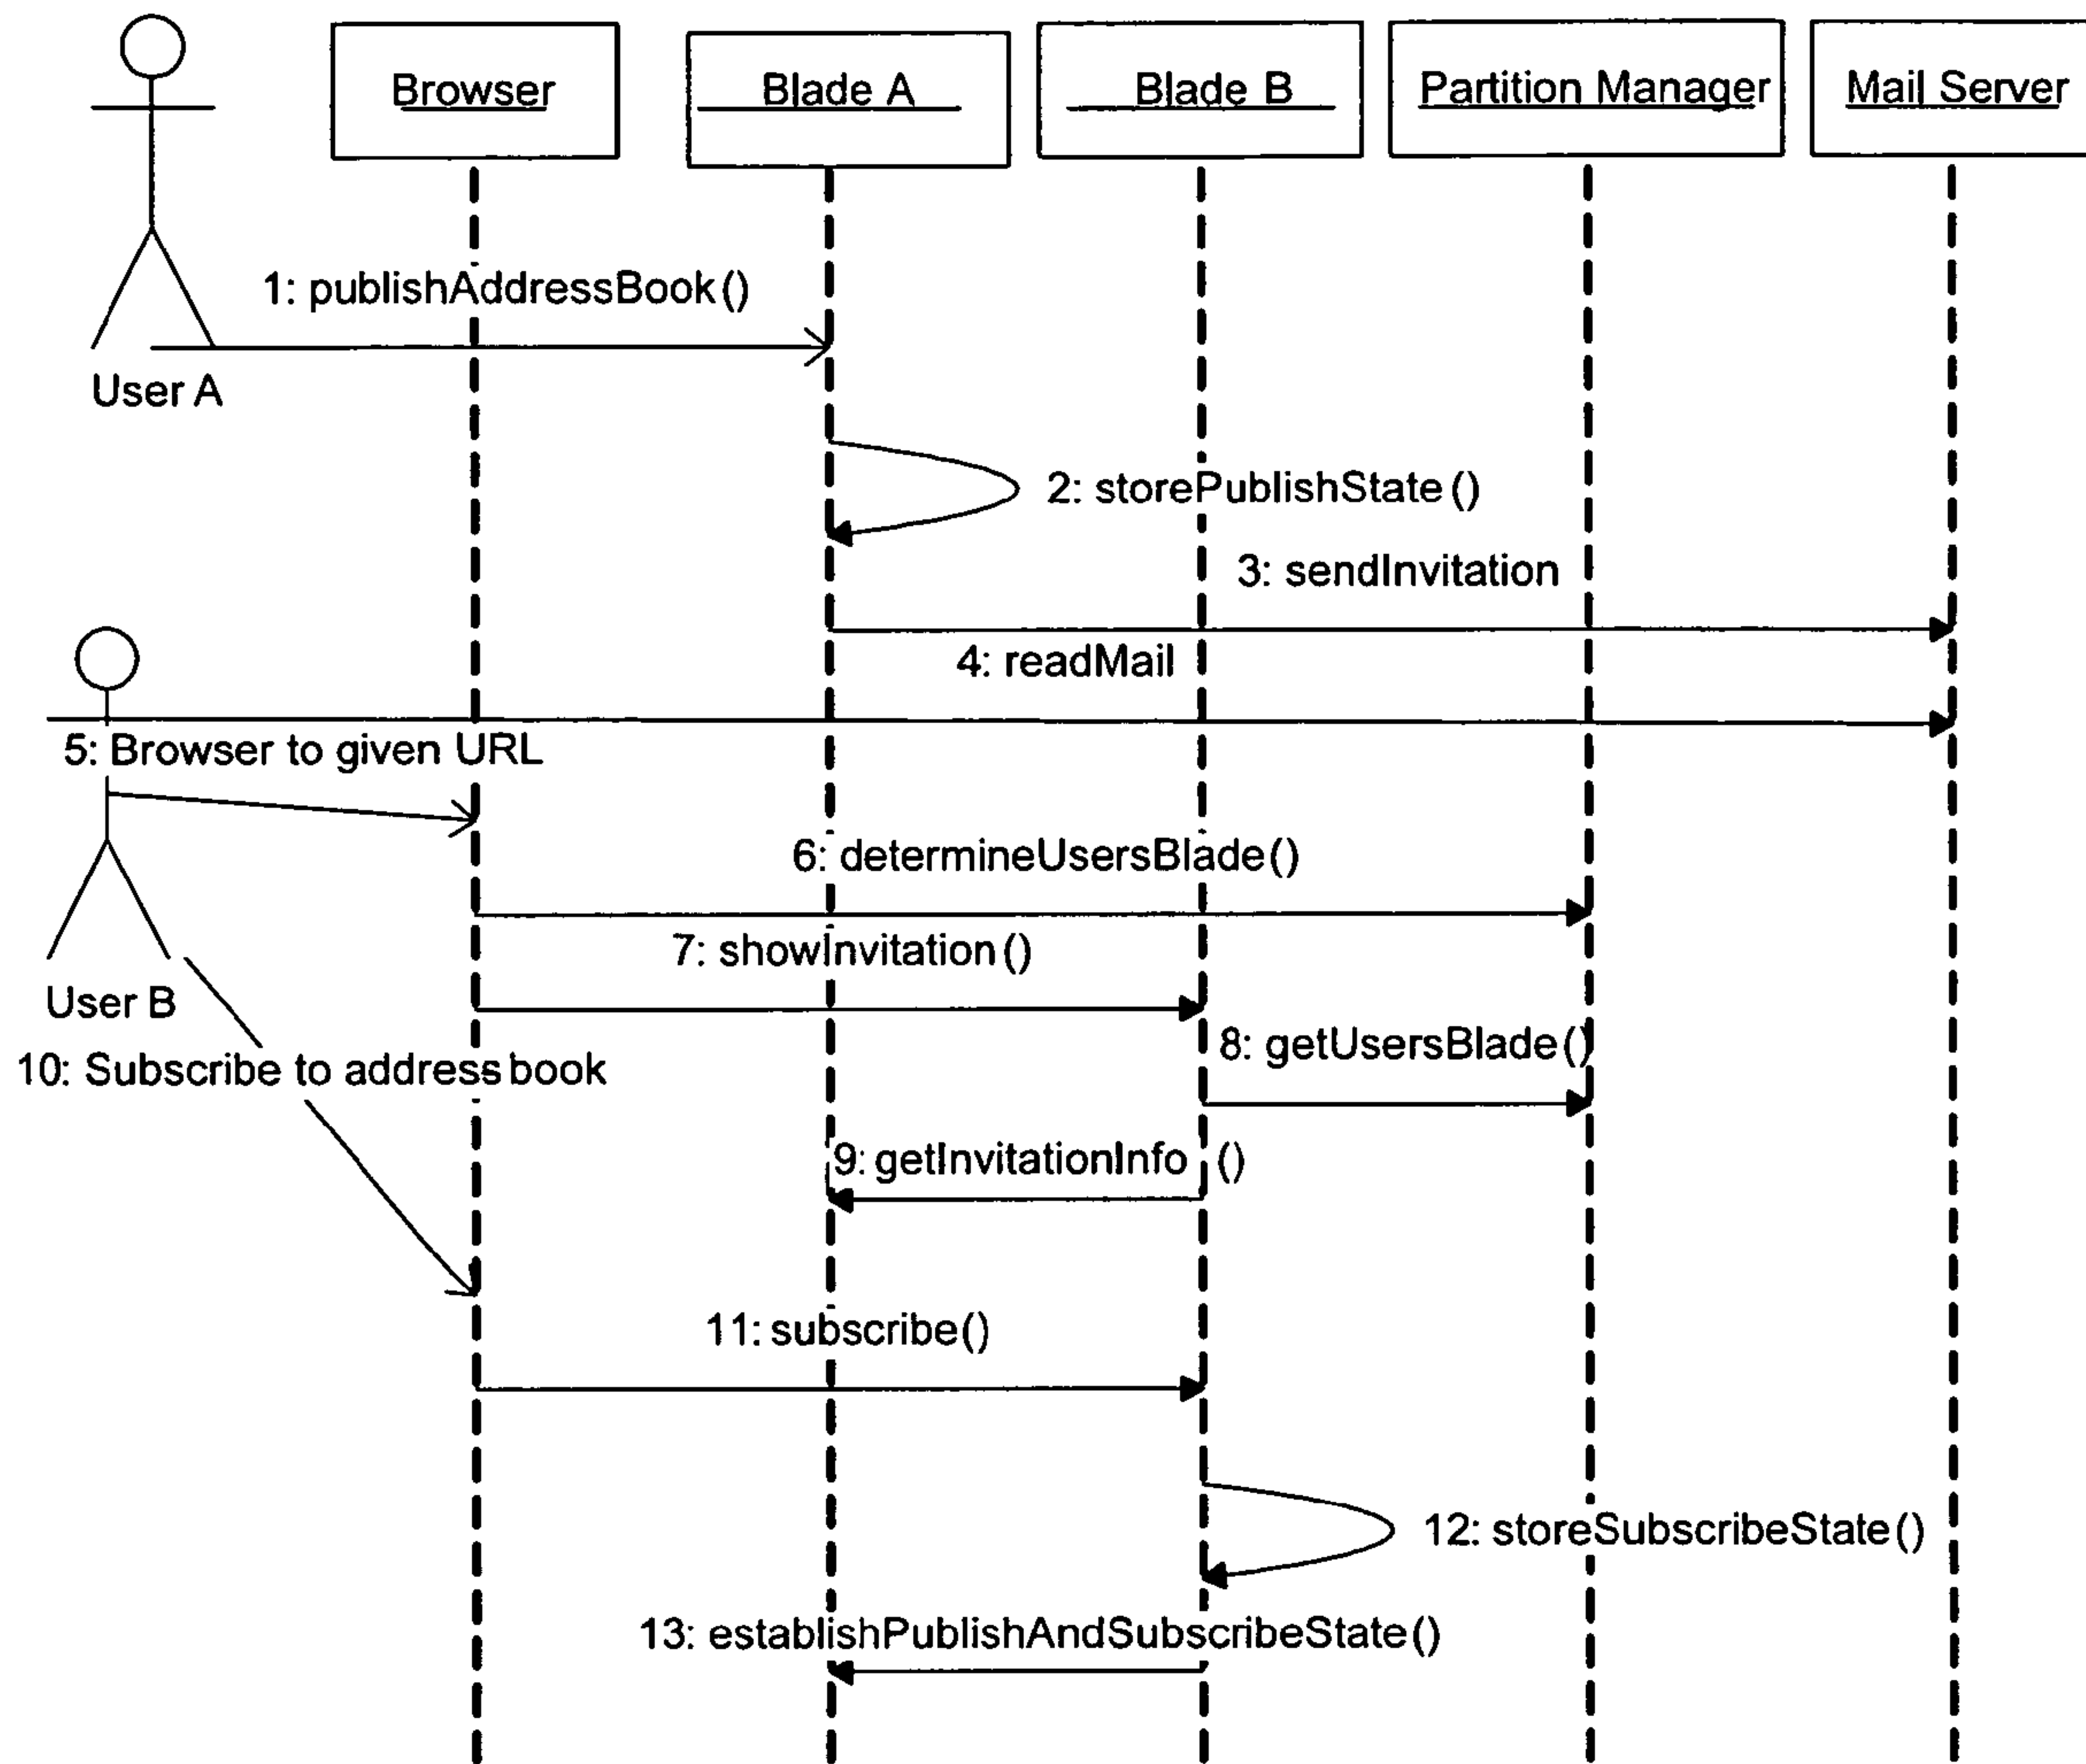 Browser
Blade A
Blade B
Partition Manager
Mail Server
1: publishAddressBook()
User A
2: storePublishState()
3: sendInvitation
4: readMail
5: Browser to given URL
6: determineUsersBlade()
7: showInvitation()
User B
8: getUsersBlade()
10: Subscribe to address book
9: getInvitationInfo ()
11: subscribe()
12: storeSubscribeState()
13: establishPublishAndSubscribeState()